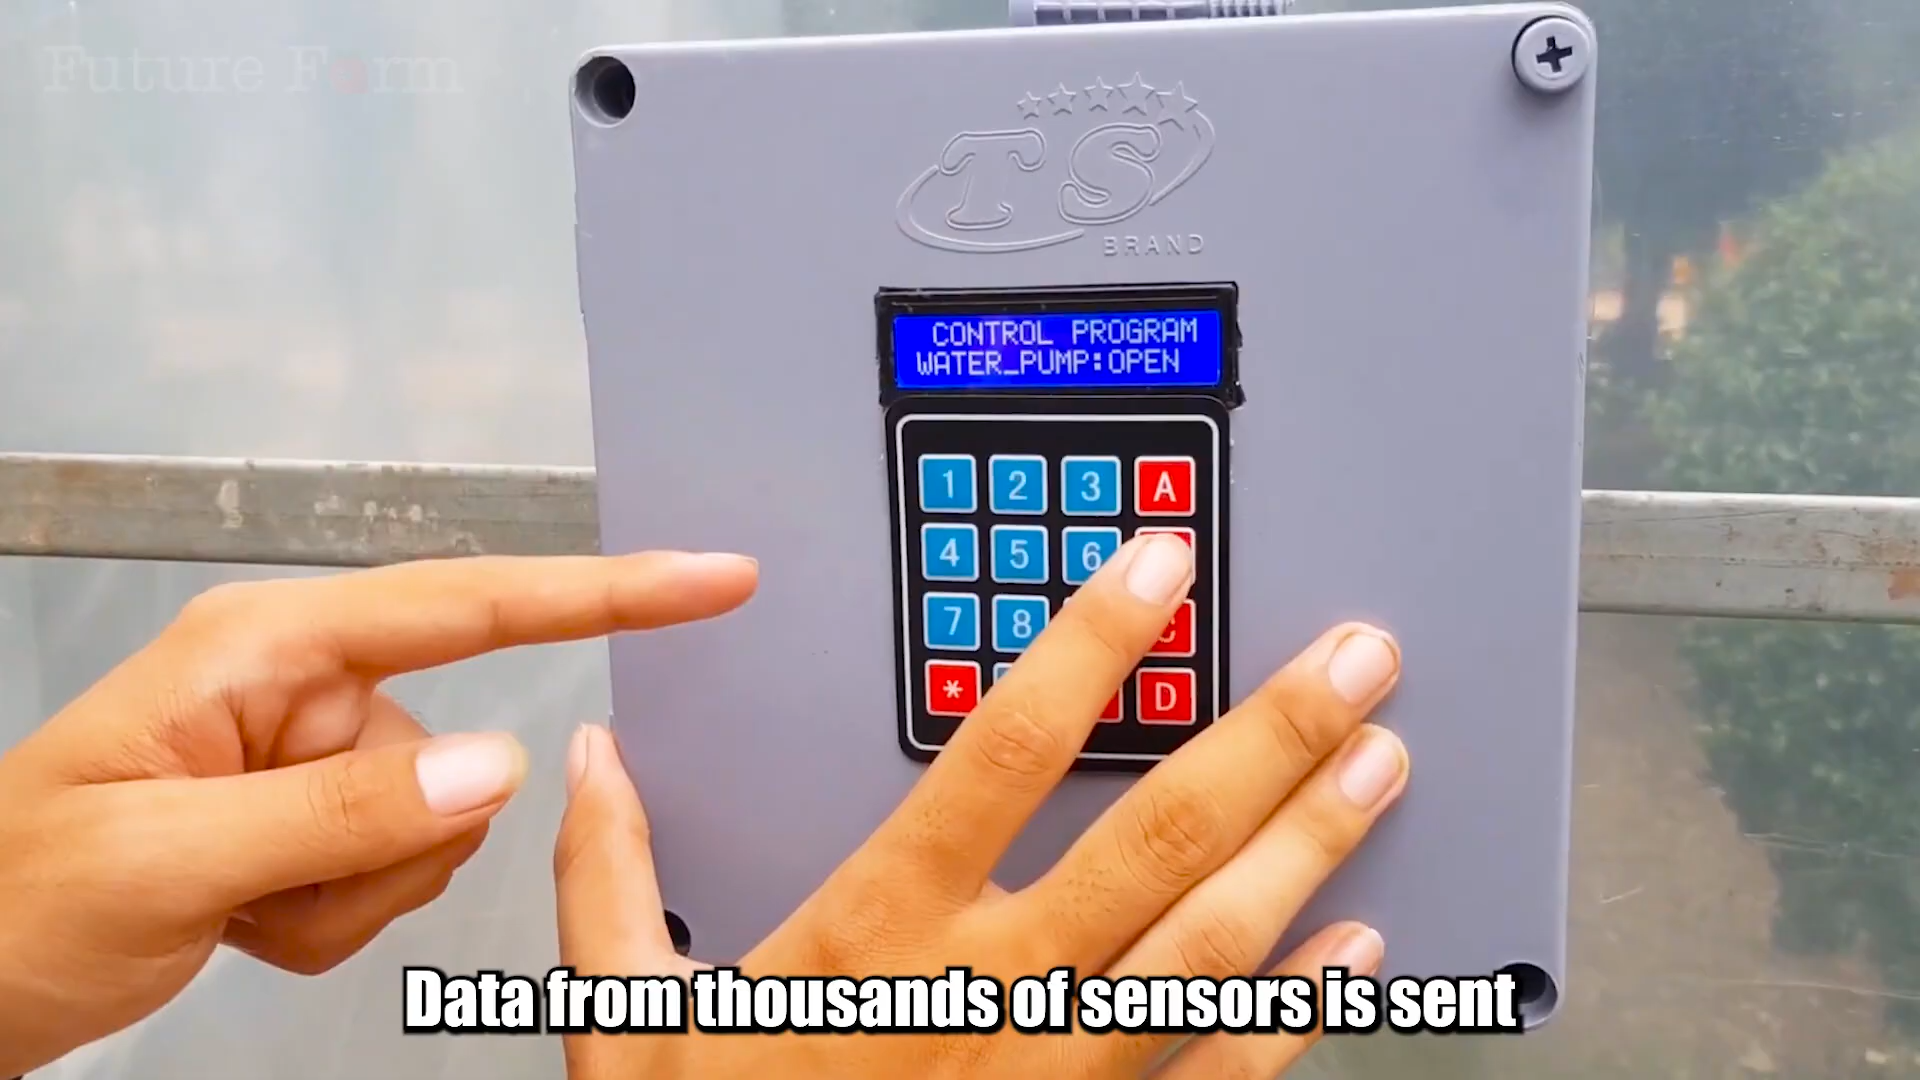 Future Farm
TS
BRAND
CONTROL PROGRAM
WATER_PUMP:OPEN
1 2 3 A
4 5 6
7 8 C
* D
Data from thousands of sensors is sent